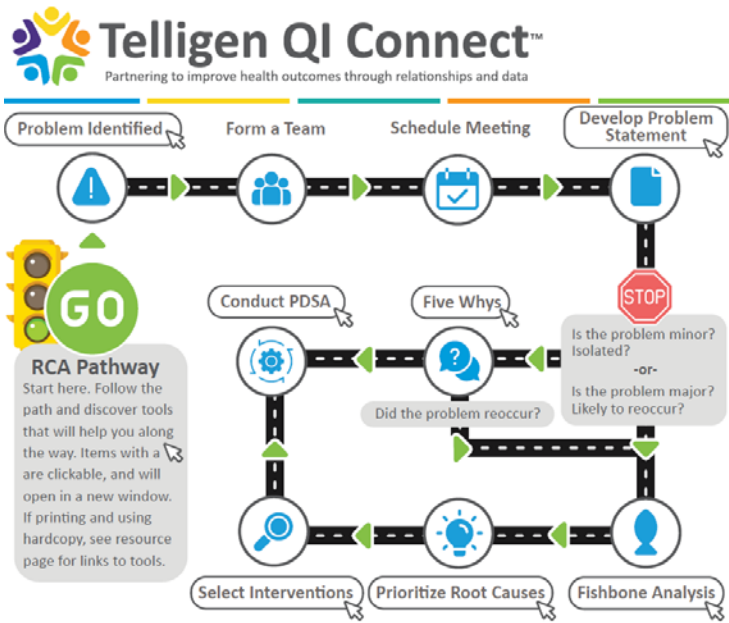 Telligen QI Connect™
Partnering to improve health outcomes through relationships and data
Problem Identified
Form a Team
Schedule Meeting
Develop Problem
Statement
GO
RCA Pathway
Start here. Follow the
path and discover tools
that will help you along
the way. Items with a
are clickable, and will
open in a new window.
If printing and using
hardcopy, see resource
page for links to tools.
Conduct PDSA
Five Whys
STOP
Is the problem minor?
Isolated?
-or-
Is the problem major?
Likely to reoccur?
Did the problem reoccur?
Select Interventions
Prioritize Root Causes
Fishbone Analysis